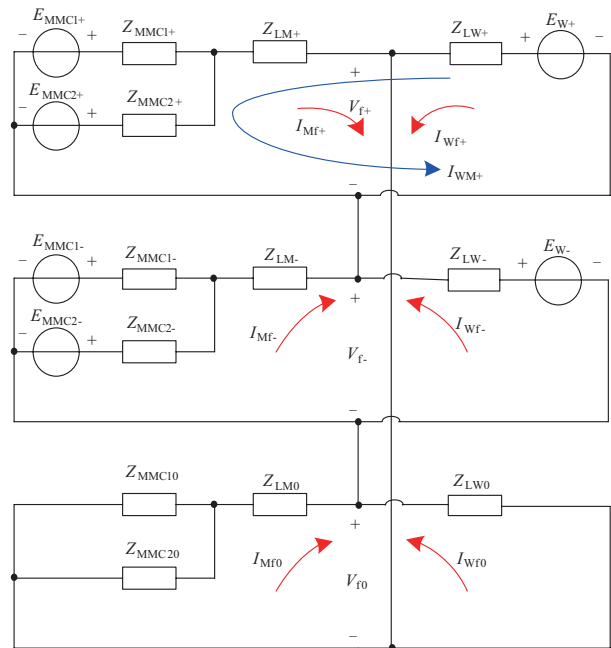 E_MMC1+ Z_MMC1+ Z_LM+ Z_LW+ E_W+
− + + −
E_MMC2+ Z_MMC2+
− +
+
V_f+
I_Mf+ I_Wf+
I_WM+
−
E_MMC1- Z_MMC1- Z_LM- Z_LW- E_W-
− + + −
E_MMC2- Z_MMC2-
− +
+
I_Mf- I_Wf-
V_f-
−
Z_MMC10 Z_LM0 Z_LW0
Z_MMC20
+
I_Mf0 I_Wf0
V_f0
−